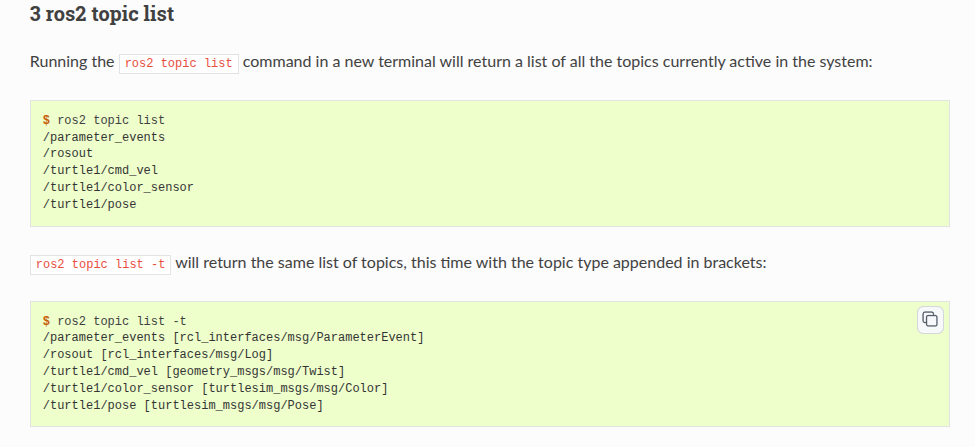 3 ros2 topic list
Running the ros2 topic list command in a new terminal will return a list of all the topics currently active in the system:
$ ros2 topic list
/parameter_events
/rosout
/turtle1/cmd_vel
/turtle1/color_sensor
/turtle1/pose
ros2 topic list -t will return the same list of topics, this time with the topic type appended in brackets:
$ ros2 topic list -t
/parameter_events [rcl_interfaces/msg/ParameterEvent]
/rosout [rcl_interfaces/msg/Log]
/turtle1/cmd_vel [geometry_msgs/msg/Twist]
/turtle1/color_sensor [turtlesim_msgs/msg/Color]
/turtle1/pose [turtlesim_msgs/msg/Pose]